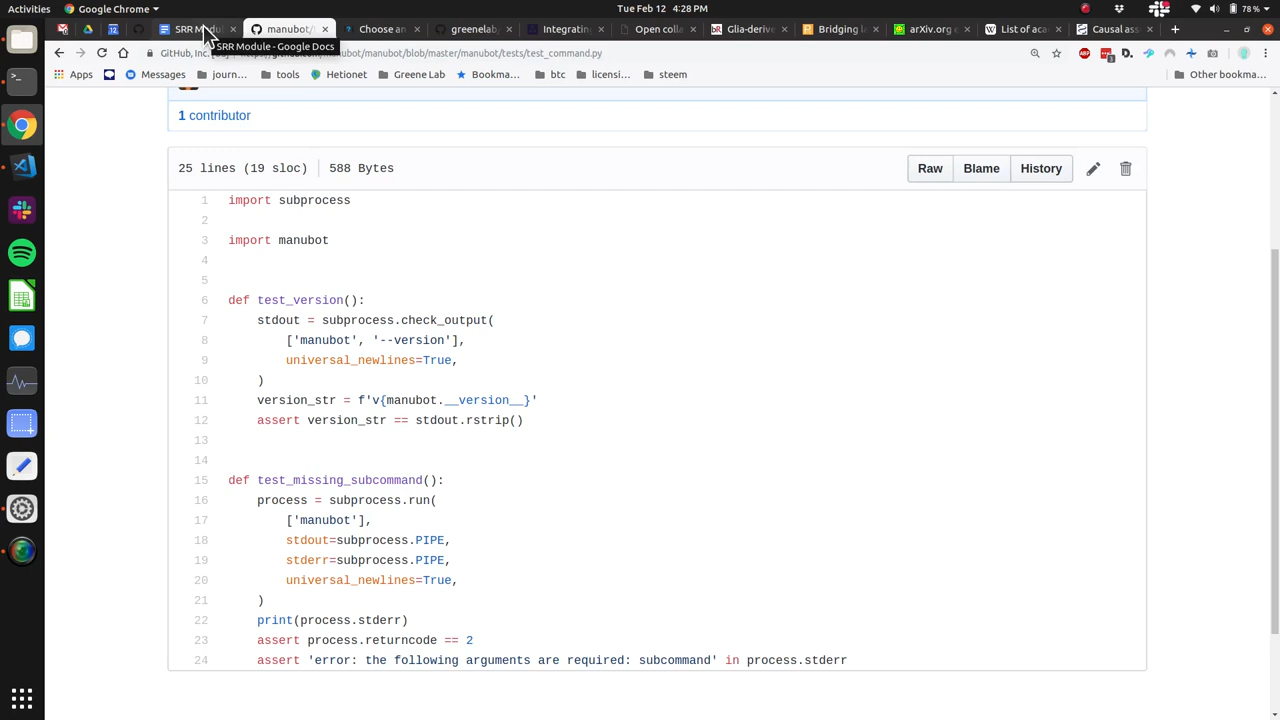 Activities Google Chrome Tue Feb 12 4:28 PM 78%
12 SRR Modul manubot/ Choose an greenelab/ Integratin Open colla bR Glia-derive Bridging la arXiv.org e W List of aca Causal ass
SRR Module - Google Docs
GitHub, Inc. manubot/manubot/blob/master/manubot/tests/test_command.py
Apps Messages journ... tools Hetionet Greene Lab Bookma... btc licensi... steem Other bookma...
1 contributor
25 lines (19 sloc) 588 Bytes Raw Blame History
1 import subprocess
2
3 import manubot
4
5
6 def test_version():
7 stdout = subprocess.check_output(
8 ['manubot', '--version'],
9 universal_newlines=True,
10 )
11 version_str = f'v{manubot.__version__}'
12 assert version_str == stdout.rstrip()
13
14
15 def test_missing_subcommand():
16 process = subprocess.run(
17 ['manubot'],
18 stdout=subprocess.PIPE,
19 stderr=subprocess.PIPE,
20 universal_newlines=True,
21 )
22 print(process.stderr)
23 assert process.returncode == 2
24 assert 'error: the following arguments are required: subcommand' in process.stderr